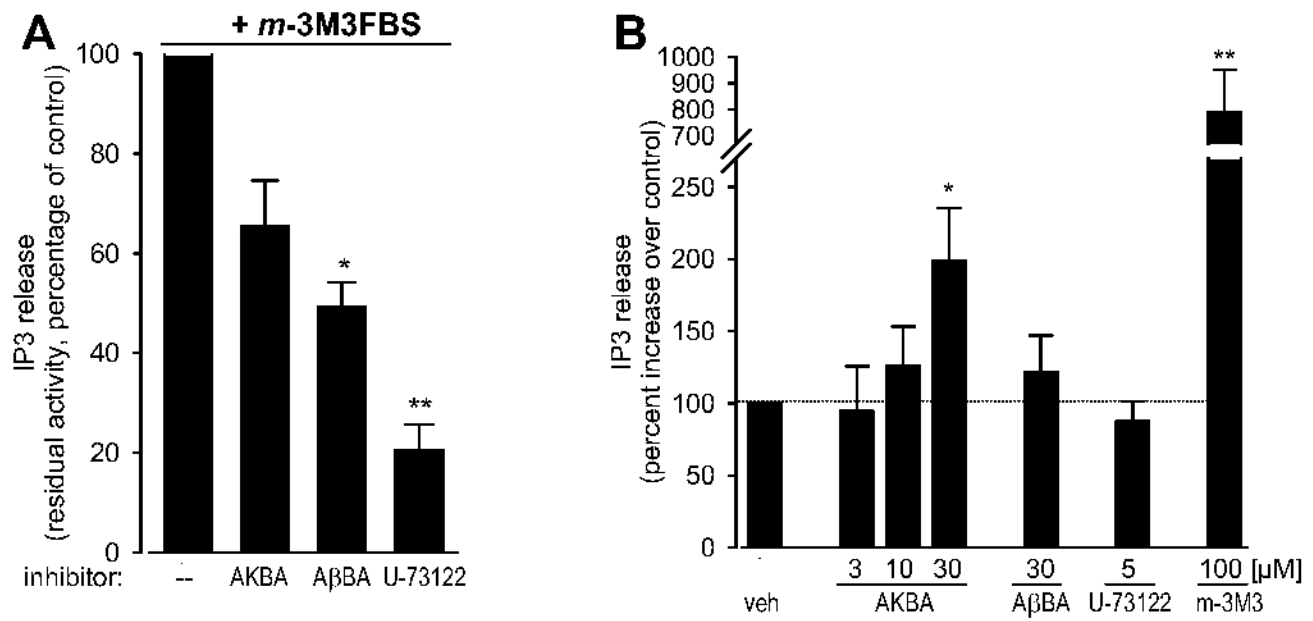 A
+ m-3M3FBS
IP3 release
(residual activity, percentage of control)
100
80
60
40
20
0
*
**
inhibitor:
--
AKBA
AβBA
U-73122
B
IP3 release
(percent increase over control)
1000
900
800
700
250
200
150
100
50
0
*
**
3 10 30 30 5 100 [µM]
veh AKBA AβBA U-73122 m-3M3